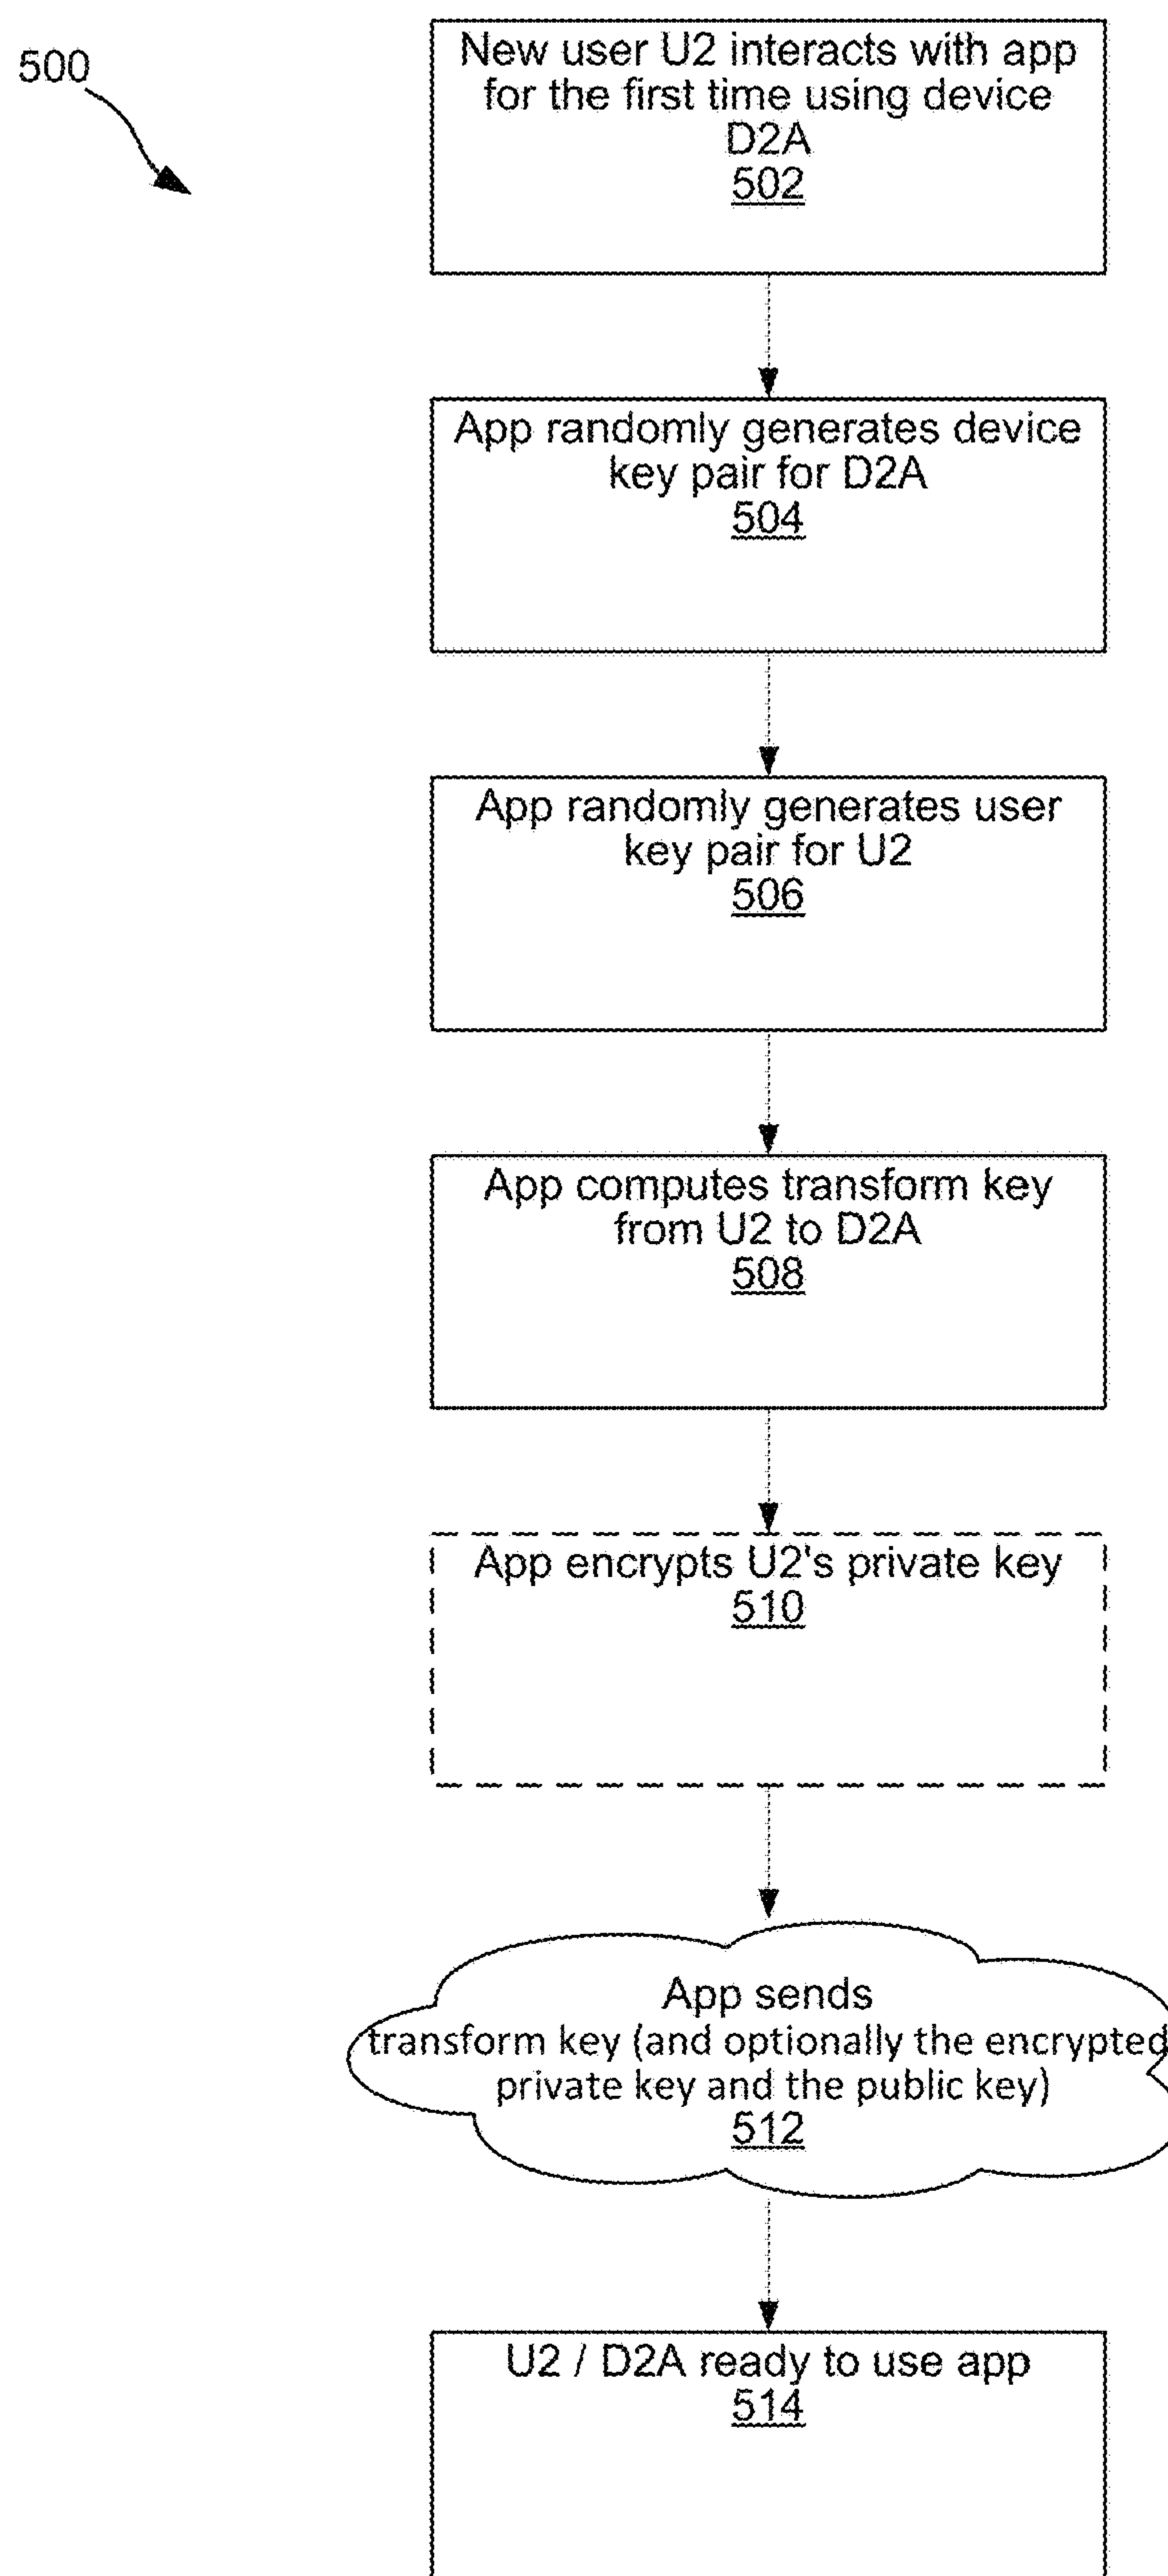 500
New user U2 interacts with app
for the first time using device
D2A
502
App randomly generates device
key pair for D2A
504
App randomly generates user
key pair for U2
506
App computes transform key
from U2 to D2A
508
App encrypts U2's private key
510
App sends
transform key (and optionally the encrypted
private key and the public key)
512
U2 / D2A ready to use app
514